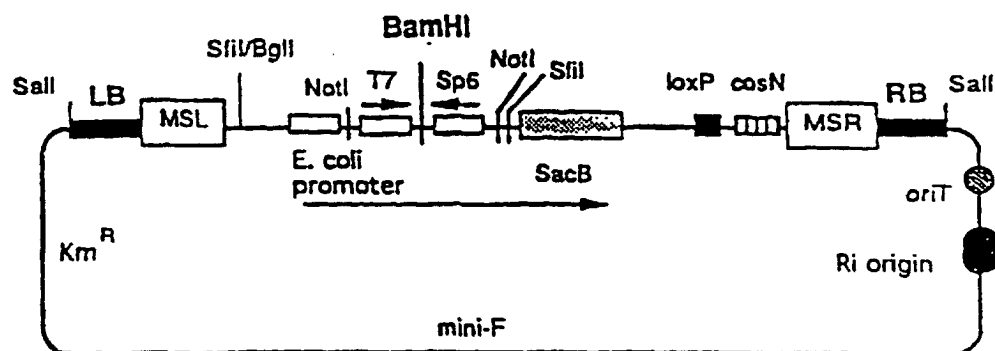 BamHI
SfiI/BglI
NotI
SfiI
SalI
LB
NotI
T7
Sp6
loxP
cosN
RB
SalI
MSL
MSR
E. coli
promoter
SacB
oriT
Km R
Ri origin
mini-F